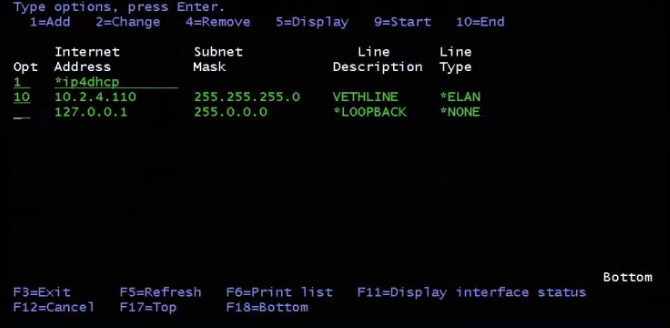 Type options, press Enter.
1=Add 2=Change 4=Remove 5=Display 9=Start 10=End
Internet Subnet Line Line
Opt Address Mask Description Type
1 *ip4dhcp
10 10.2.4.110 255.255.255.0 VETHLINE *ELAN
127.0.0.1 255.0.0.0 *LOOPBACK *NONE
Bottom
F3=Exit F5=Refresh F6=Print list F11=Display interface status
F12=Cancel F17=Top F18=Bottom